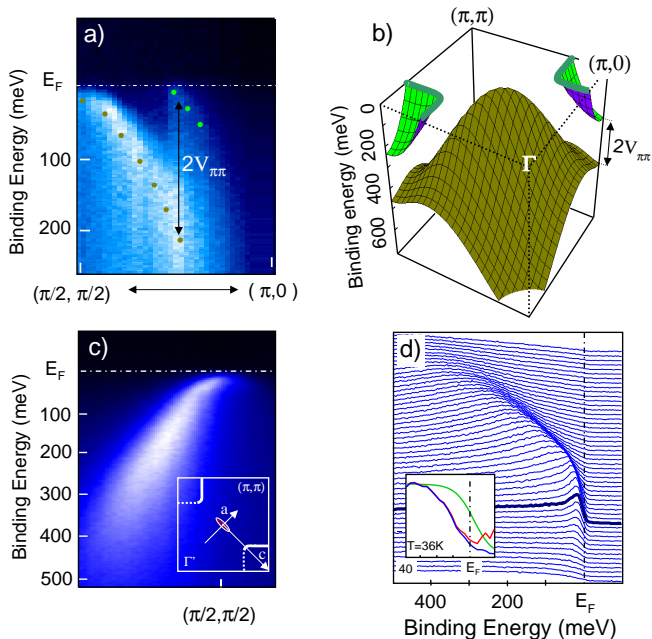 a)
E_F
Binding Energy (meV)
100
200
2V_ππ
(π/2, π/2)
(π,0)
b)
(π,π)
(π,0)
0
200
400
600
Binding energy (meV)
Γ
2V_ππ
c)
E_F
Binding Energy (meV)
100
200
300
400
500
(π,π)
a
Γ'
c
(π/2,π/2)
d)
T=36K
40
E_F
400
200
E_F
Binding Energy (meV)